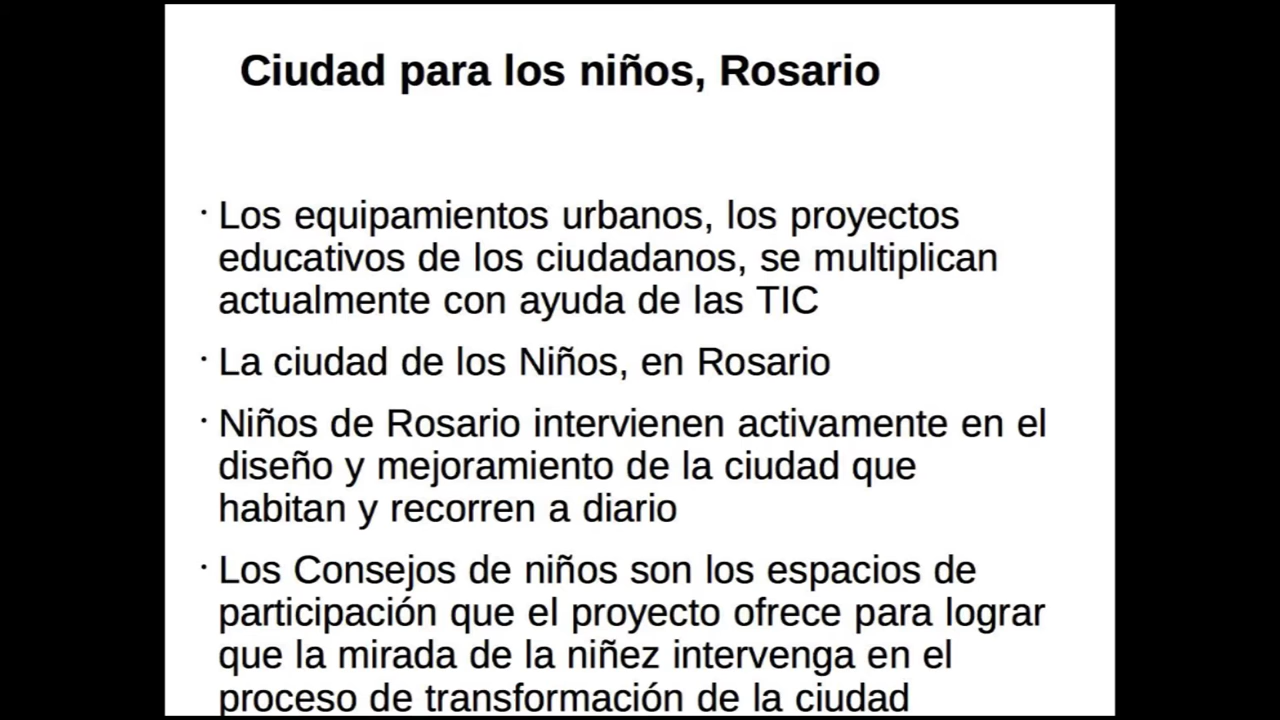 Ciudad para los niños, Rosario
· Los equipamientos urbanos, los proyectos
educativos de los ciudadanos, se multiplican
actualmente con ayuda de las TIC
· La ciudad de los Niños, en Rosario
· Niños de Rosario intervienen activamente en el
diseño y mejoramiento de la ciudad que
habitan y recorren a diario
· Los Consejos de niños son los espacios de
participación que el proyecto ofrece para lograr
que la mirada de la niñez intervenga en el
proceso de transformación de la ciudad